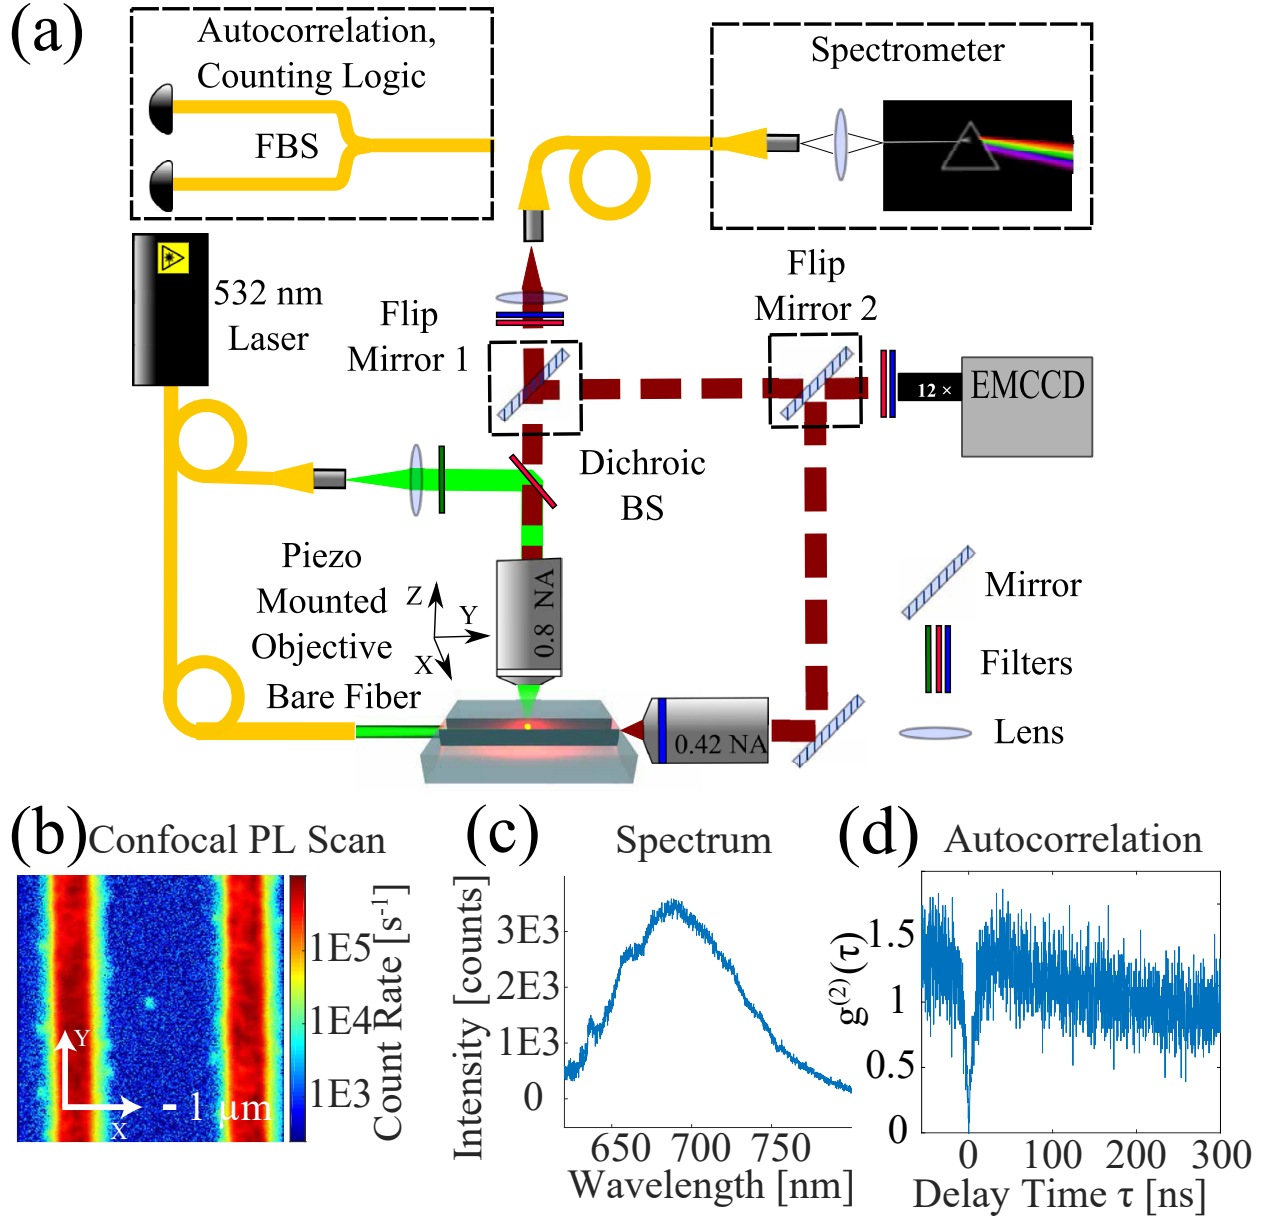 (a)
Autocorrelation,
Counting Logic
FBS
Spectrometer
532 nm
Laser
Flip
Mirror 1
Flip
Mirror 2
12 ×
EMCCD
Dichroic
BS
Piezo
Mounted
Objective
Z
Y
X
0.8 NA
Bare Fiber
0.42 NA
Mirror
Filters
Lens
(b)
Confocal PL Scan
1E5
1E4
1E3
Count Rate [s⁻¹]
Y
X
1 µm
(c)
Spectrum
Intensity [counts]
3E3
2E3
1E3
0
650 700 750
Wavelength [nm]
(d)
Autocorrelation
g⁽²⁾(τ)
1.5
1
0.5
0
0 100 200 300
Delay Time τ [ns]